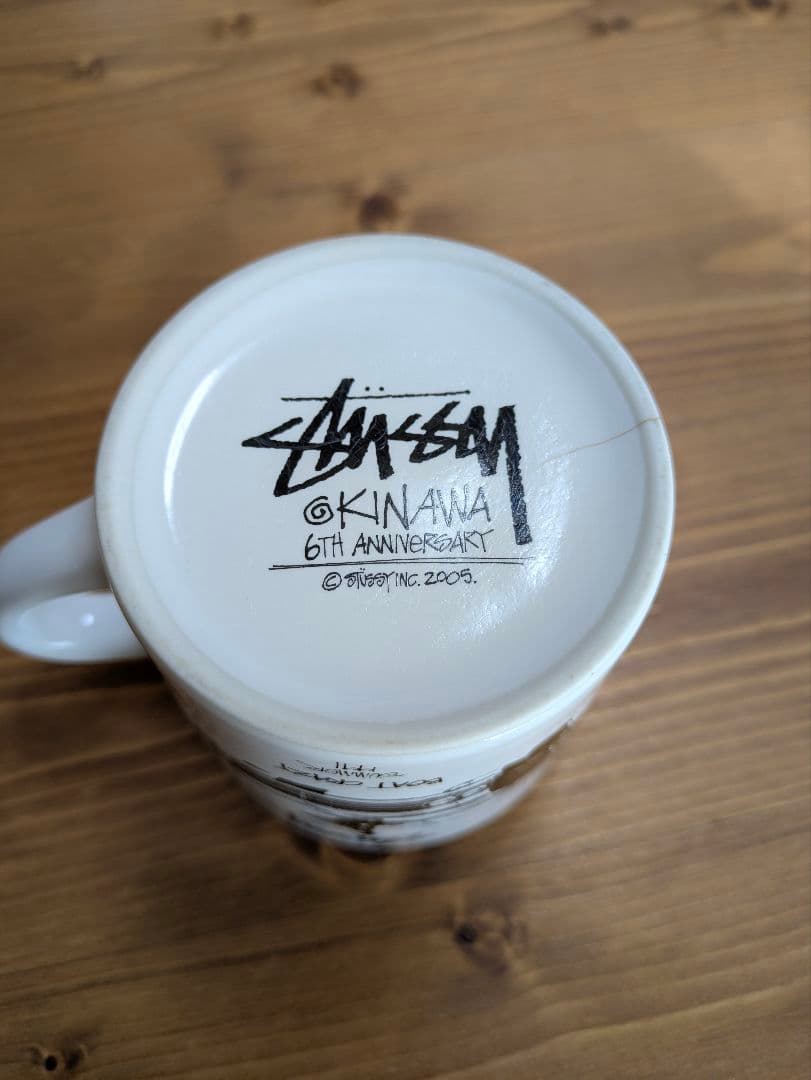 Stüssy
OKINAWA
6TH ANNIVERSARY
© STÜSSY INC. 2005.